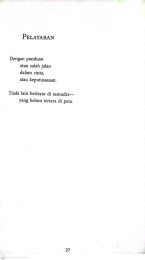 PELAYARAN
Dengan panduan
atau salah jalan
dalam cinta,
atau keputusasaan.
Tiada lain berlayar di samudra—
yang belum tertera di peta.
27